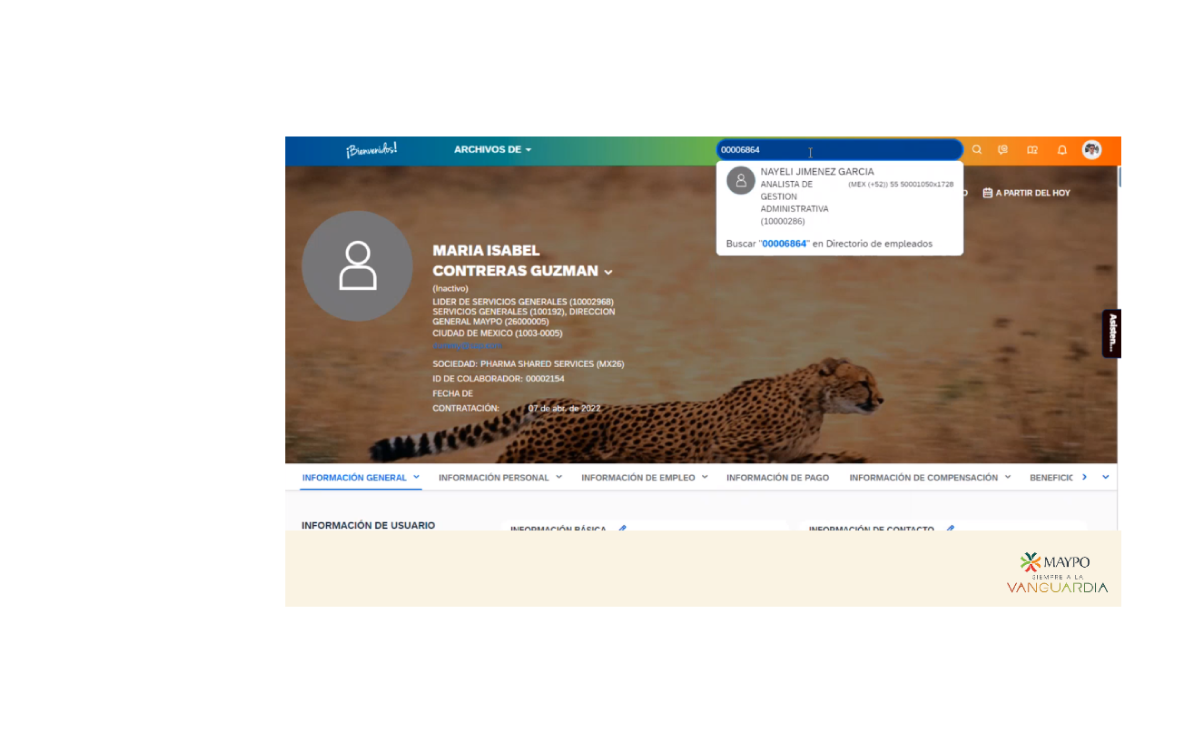 ¡Bienvenidos!
ARCHIVOS DE
00006864
NAYELI JIMENEZ GARCIA
ANALISTA DE
(MEX (+52)) 55 50001050x1728
GESTION
ADMINISTRATIVA
(10000286)
Buscar "00006864" en Directorio de empleados
A PARTIR DEL HOY
MARIA ISABEL
CONTRERAS GUZMAN
(Inactivo)
LIDER DE SERVICIOS GENERALES (10002968)
SERVICIOS GENERALES (100192), DIRECCION
GENERAL MAYPO (26000005)
CIUDAD DE MEXICO (1003-0005)
SOCIEDAD: PHARMA SHARED SERVICES (MX26)
ID DE COLABORADOR: 00002154
FECHA DE
CONTRATACIÓN: 07 de abr. de 2022
Asisten...
INFORMACIÓN GENERAL INFORMACIÓN PERSONAL INFORMACIÓN DE EMPLEO INFORMACIÓN DE PAGO INFORMACIÓN DE COMPENSACIÓN BENEFICIC
INFORMACIÓN DE USUARIO
INFORMACIÓN BÁSICA
INFORMACIÓN DE CONTACTO
MAYPO
SIEMPRE A LA
VANGUARDIA